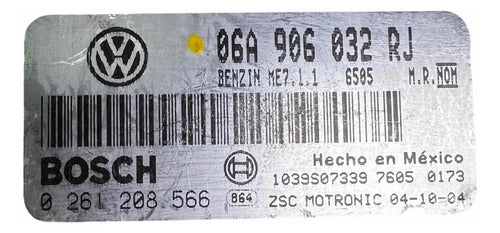 06A 906 032 RJ
BENZIN ME7.1.1 6505 M.R.NOM
BOSCH
Hecho en México
1039S07339 7605 0173
0 261 208 566 864 ZSC MOTRONIC 04-10-04